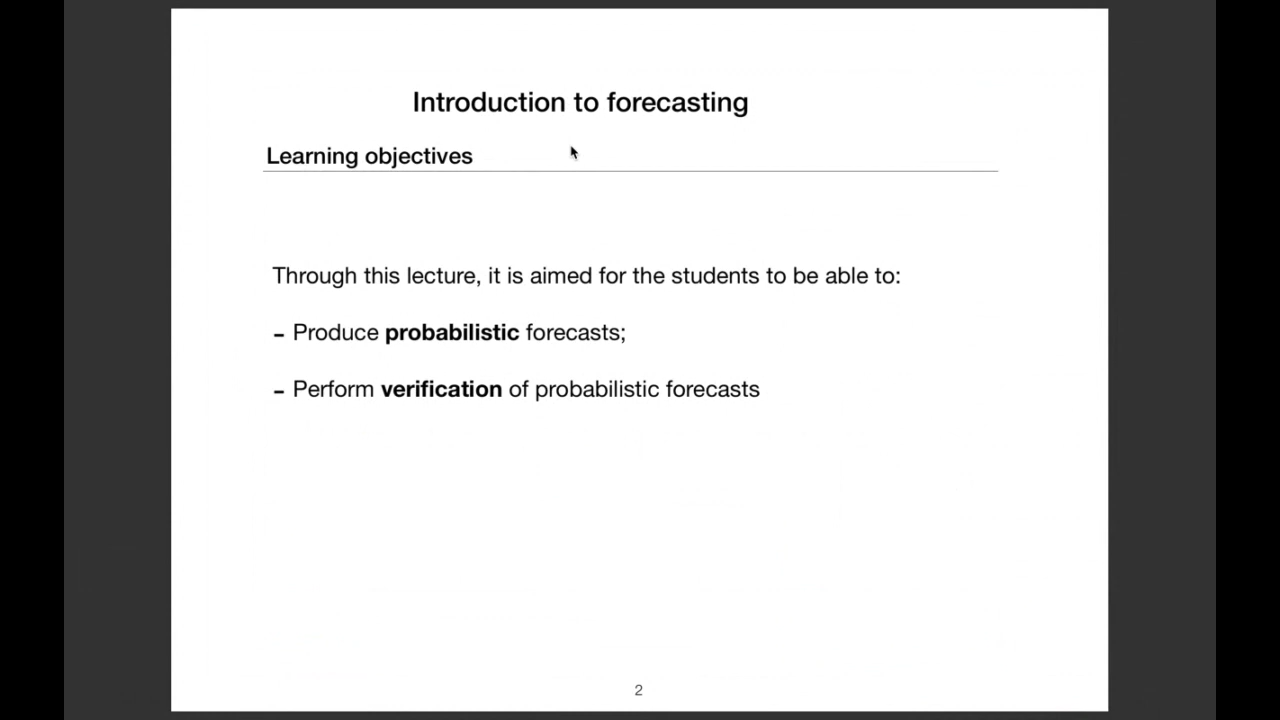 Introduction to forecasting
Learning objectives
Through this lecture, it is aimed for the students to be able to:
- Produce probabilistic forecasts;
- Perform verification of probabilistic forecasts
2